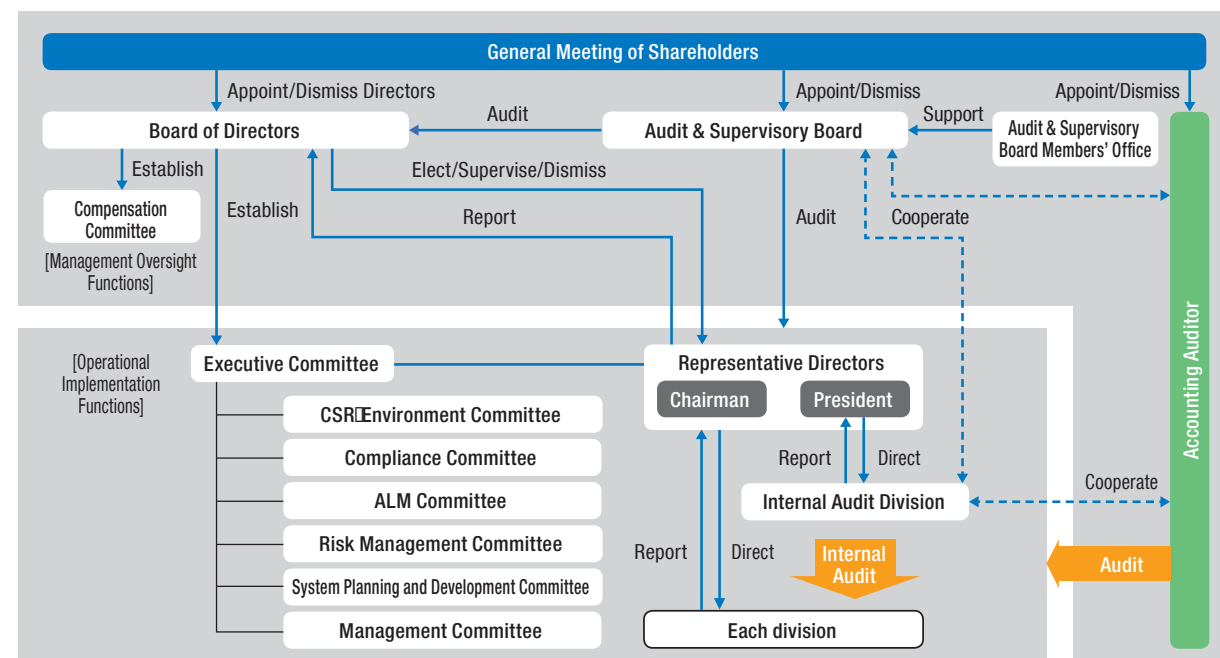 General Meeting of Shareholders
Appoint/Dismiss Directors
Appoint/Dismiss
Appoint/Dismiss
Board of Directors
Audit
Audit & Supervisory Board
Support
Audit & Supervisory
Board Members' Office
Establish
Elect/Supervise/Dismiss
Compensation
Committee
Establish
Report
Audit
Cooperate
[Management Oversight
Functions]
Accounting Auditor
[Operational
Implementation
Functions]
Executive Committee
Representative Directors
Chairman
President
CSR□Environment Committee
Compliance Committee
ALM Committee
Risk Management Committee
System Planning and Development Committee
Management Committee
Report
Direct
Internal Audit Division
Cooperate
Report
Direct
Internal
Audit
Audit
Each division